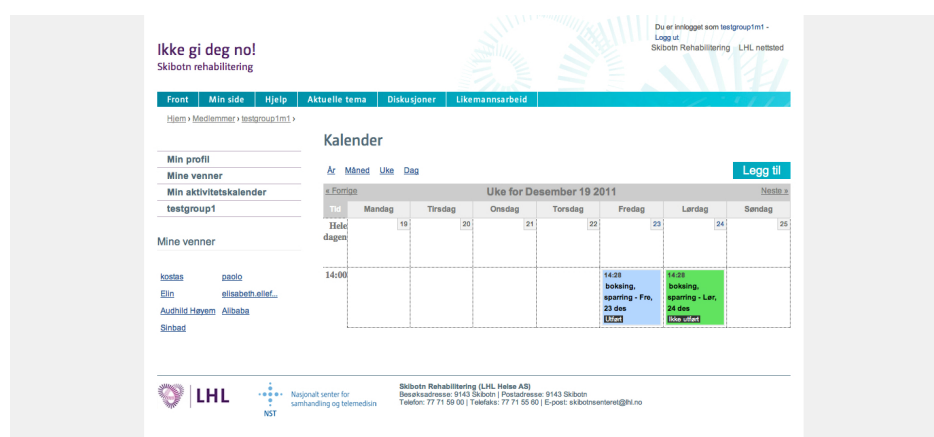 Du er innlogget som testgroup1m1 -
Logg ut
Skibotn Rehabilitering LHL nettsted
Ikke gi deg no!
Skibotn rehabilitering
Front Min side Hjelp Aktuelle tema Diskusjoner Likemannsarbeid
Hjem › Medlemmer › testgroup1m1 ›
Kalender
Min profil
Mine venner
Min aktivitetskalender
testgroup1
Mine venner
kostas paolo
Elin elisabeth.ellef...
Audhild Høyem Alibaba
Sinbad
År Måned Uke Dag
Legg til
« Forrige Uke for Desember 19 2011 Neste »
Tid Mandag Tirsdag Onsdag Torsdag Fredag Lørdag Søndag
Hele dagen 19 20 21 22 23 24 25
14:00
14:28
boksing,
sparring - Fre,
23 des
Utført
14:28
boksing,
sparring - Lør,
24 des
Ikke utført
LHL
NST
Nasjonalt senter for
samhandling og telemedisin
Skibotn Rehabilitering (LHL Helse AS)
Besøksadresse: 9143 Skibotn | Postadresse: 9143 Skibotn
Telefon: 77 71 59 00 | Telefaks: 77 71 55 60 | E-post: skibotnsenteret@lhl.no